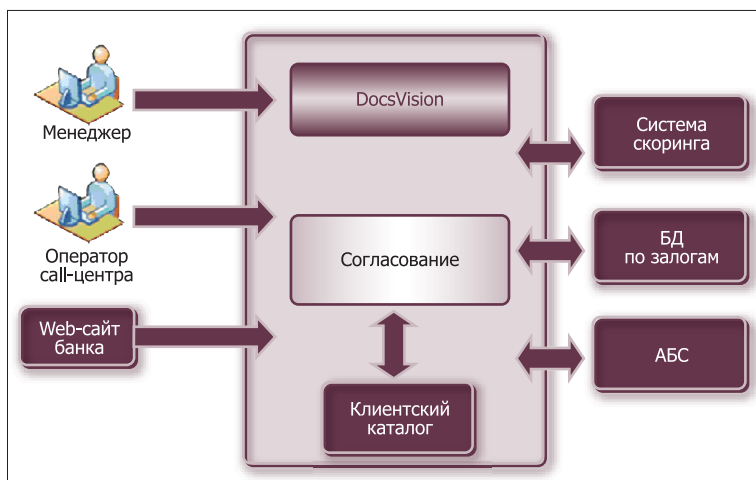 Менеджер
Оператор
call-центра
Web-сайт
банка
DocsVision
Согласование
Клиентский
каталог
Система
скоринга
БД
по залогам
АБС